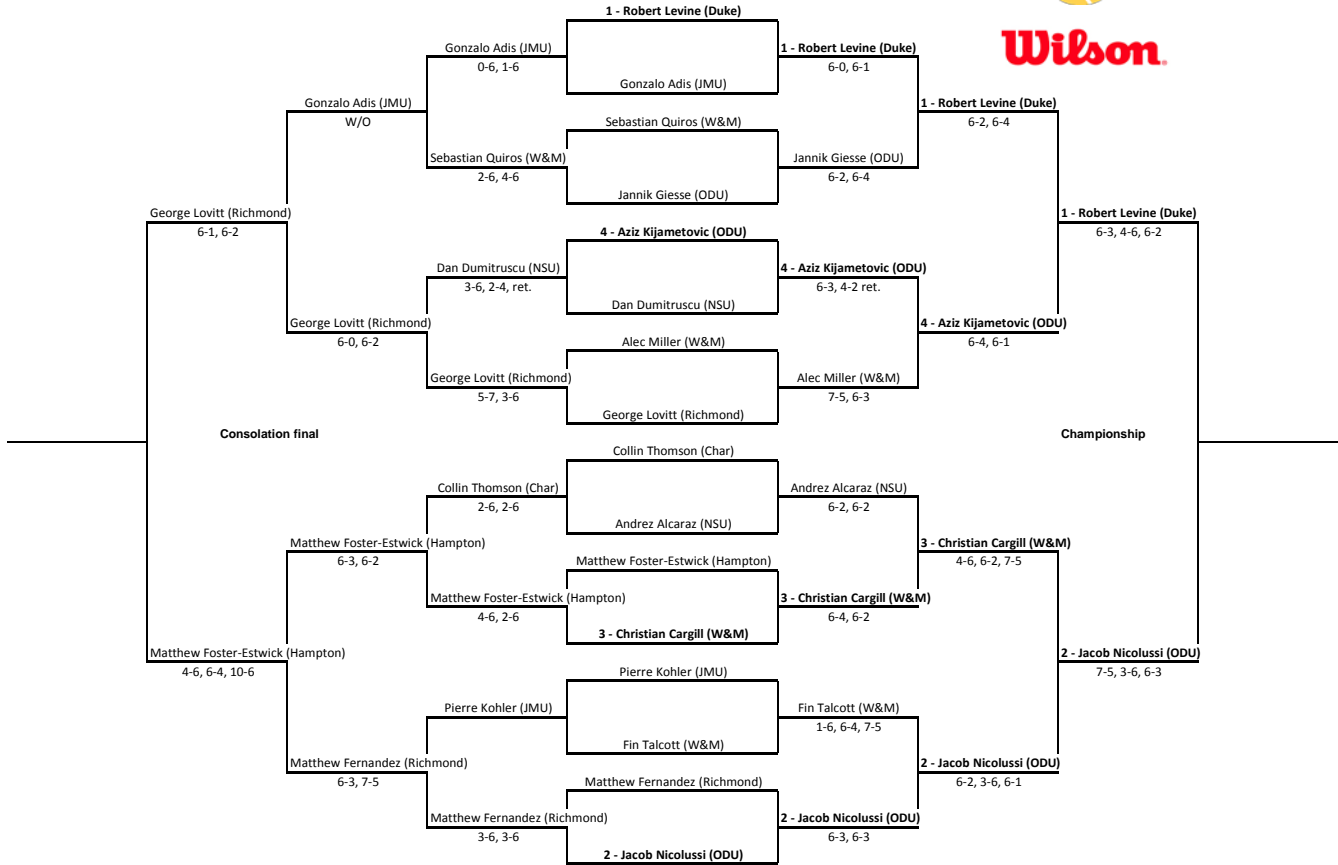 1 - Robert Levine (Duke)
Gonzalo Adis (JMU)
1 - Robert Levine (Duke)
0-6, 1-6
6-0, 6-1
Wilson
Gonzalo Adis (JMU)
Gonzalo Adis (JMU)
1 - Robert Levine (Duke)
W/O
6-2, 6-4
Sebastian Quiros (W&M)
Sebastian Quiros (W&M)
Jannik Giesse (ODU)
2-6, 4-6
6-2, 6-4
Jannik Giesse (ODU)
George Lovitt (Richmond)
1 - Robert Levine (Duke)
6-1, 6-2
6-3, 4-6, 6-2
4 - Aziz Kijametovic (ODU)
Dan Dumitruscu (NSU)
4 - Aziz Kijametovic (ODU)
3-6, 2-4, ret.
6-3, 4-2 ret.
Dan Dumitruscu (NSU)
George Lovitt (Richmond)
4 - Aziz Kijametovic (ODU)
6-0, 6-2
6-4, 6-1
Alec Miller (W&M)
George Lovitt (Richmond)
Alec Miller (W&M)
5-7, 3-6
7-5, 6-3
George Lovitt (Richmond)
Consolation final
Championship
Collin Thomson (Char)
Collin Thomson (Char)
Andrez Alcaraz (NSU)
2-6, 2-6
6-2, 6-2
Andrez Alcaraz (NSU)
Matthew Foster-Estwick (Hampton)
3 - Christian Cargill (W&M)
6-3, 6-2
4-6, 6-2, 7-5
Matthew Foster-Estwick (Hampton)
Matthew Foster-Estwick (Hampton)
3 - Christian Cargill (W&M)
4-6, 2-6
6-4, 6-2
3 - Christian Cargill (W&M)
Matthew Foster-Estwick (Hampton)
2 - Jacob Nicolussi (ODU)
4-6, 6-4, 10-6
7-5, 3-6, 6-3
Pierre Kohler (JMU)
Pierre Kohler (JMU)
Fin Talcott (W&M)
1-6, 6-4, 7-5
Fin Talcott (W&M)
Matthew Fernandez (Richmond)
2 - Jacob Nicolussi (ODU)
6-3, 7-5
6-2, 3-6, 6-1
Matthew Fernandez (Richmond)
Matthew Fernandez (Richmond)
2 - Jacob Nicolussi (ODU)
3-6, 3-6
6-3, 6-3
2 - Jacob Nicolussi (ODU)